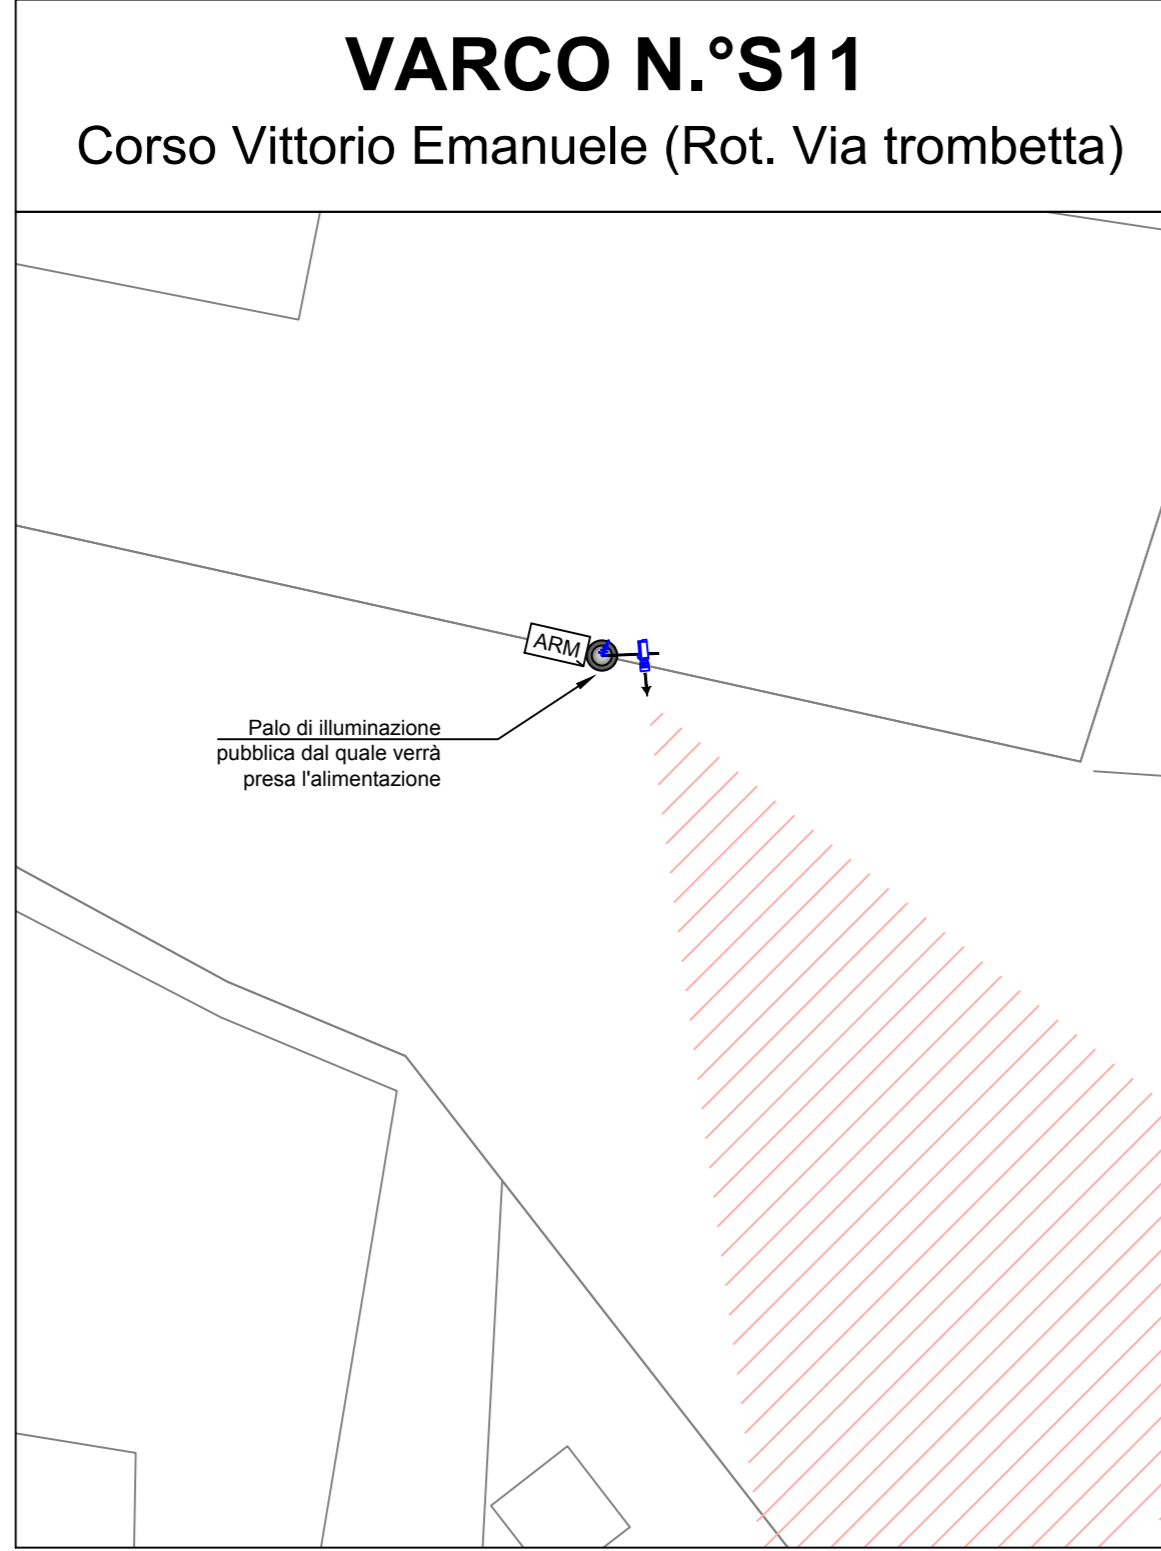 VARCO N.°S11
Corso Vittorio Emanuele (Rot. Via trombetta)
ARM
Palo di illuminazione
pubblica dal quale verrà
presa l'alimentazione